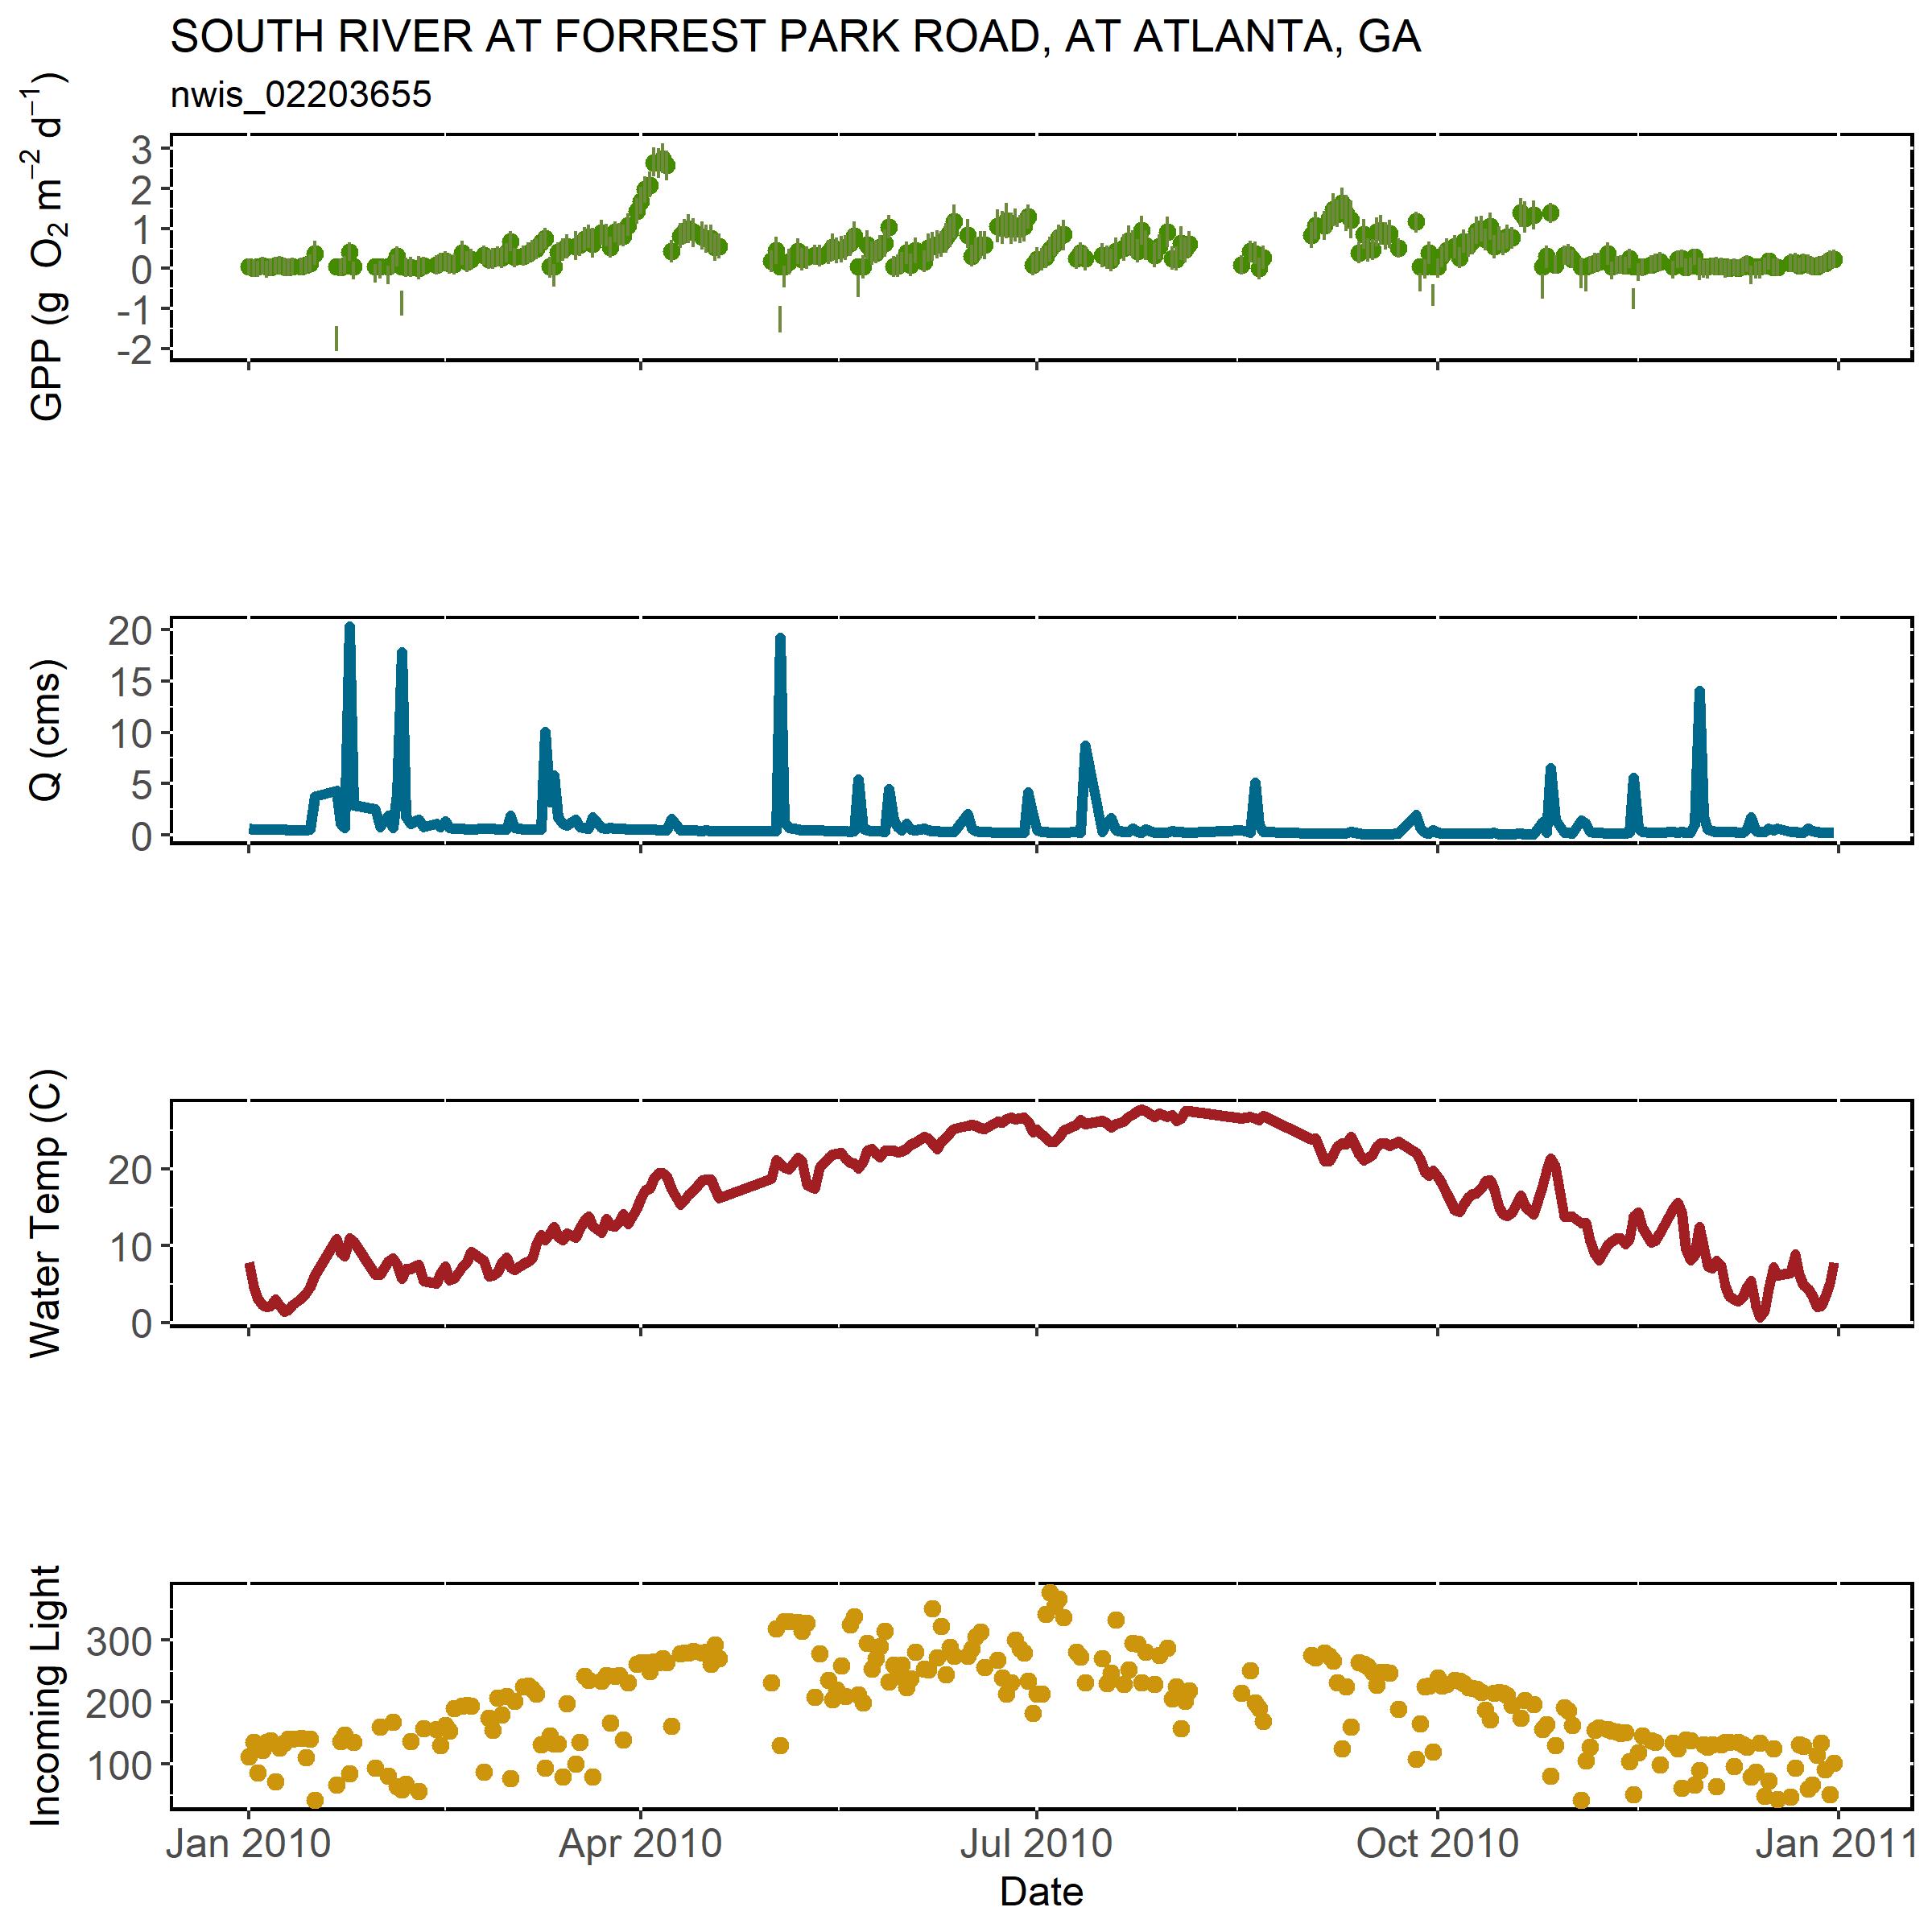 SOUTH RIVER AT FORREST PARK ROAD, AT ATLANTA, GA
nwis_02203655
GPP (g O₂ m⁻² d⁻¹)
3
2
1
0
-1
-2
Q (cms)
20
15
10
5
0
Water Temp (C)
20
10
0
Incoming Light
300
200
100
Jan 2010 Apr 2010 Jul 2010 Oct 2010 Jan 2011
Date